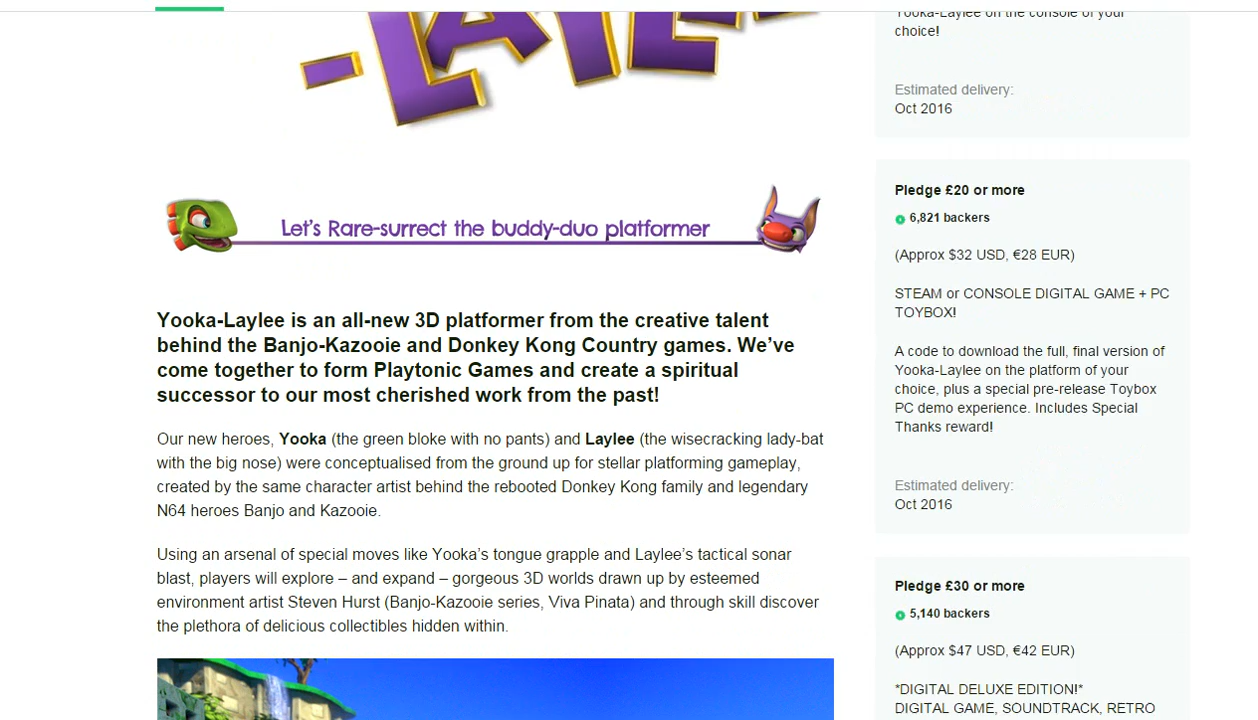 -LAYLEE
Let's Rare-surrect the buddy-duo platformer
Yooka-Laylee is an all-new 3D platformer from the creative talent
behind the Banjo-Kazooie and Donkey Kong Country games. We've
come together to form Playtonic Games and create a spiritual
successor to our most cherished work from the past!
Our new heroes, Yooka (the green bloke with no pants) and Laylee (the wisecracking lady-bat
with the big nose) were conceptualised from the ground up for stellar platforming gameplay,
created by the same character artist behind the rebooted Donkey Kong family and legendary
N64 heroes Banjo and Kazooie.
Using an arsenal of special moves like Yooka's tongue grapple and Laylee's tactical sonar
blast, players will explore – and expand – gorgeous 3D worlds drawn up by esteemed
environment artist Steven Hurst (Banjo-Kazooie series, Viva Pinata) and through skill discover
the plethora of delicious collectibles hidden within.
Yooka-Laylee on the console of your
choice!
Estimated delivery:
Oct 2016
Pledge £20 or more
6,821 backers
(Approx $32 USD, €28 EUR)
STEAM or CONSOLE DIGITAL GAME + PC
TOYBOX!
A code to download the full, final version of
Yooka-Laylee on the platform of your
choice, plus a special pre-release Toybox
PC demo experience. Includes Special
Thanks reward!
Estimated delivery:
Oct 2016
Pledge £30 or more
5,140 backers
(Approx $47 USD, €42 EUR)
*DIGITAL DELUXE EDITION!*
DIGITAL GAME, SOUNDTRACK, RETRO